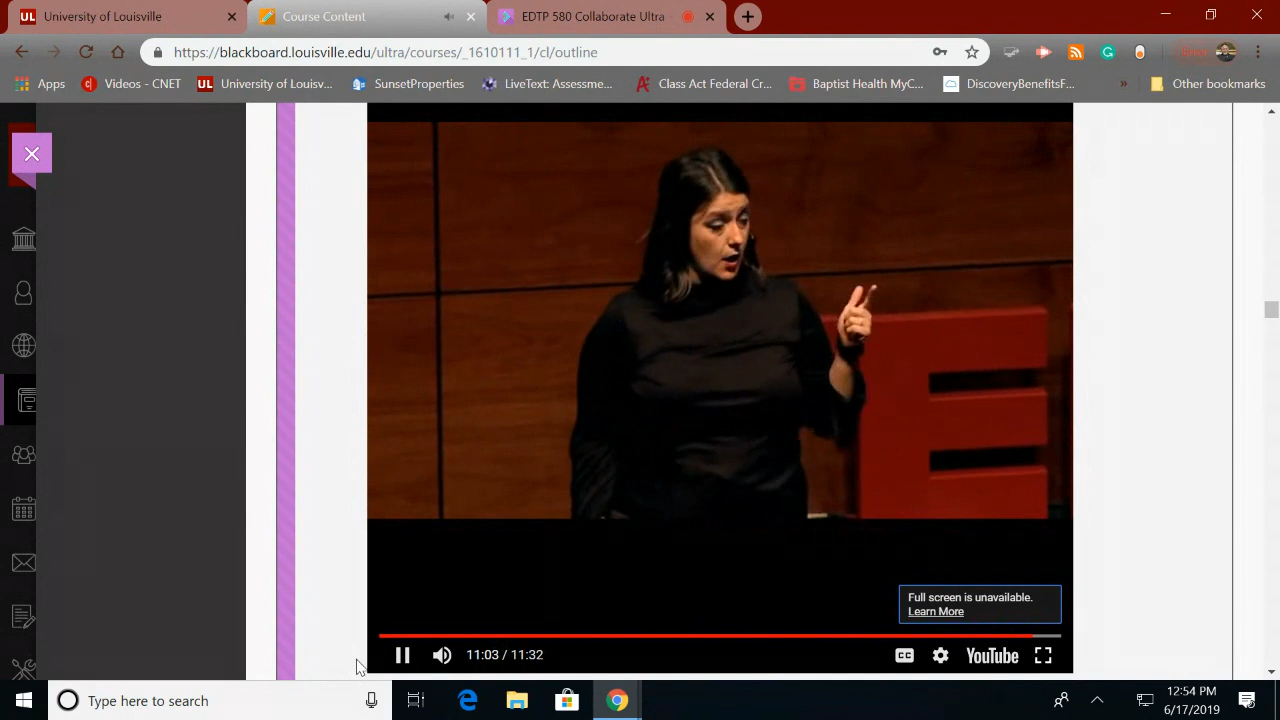 UL University of Louisville
Course Content
EDTP 580 Collaborate Ultra
https://blackboard.louisville.edu/ultra/courses/_1610111_1/cl/outline
Apps
Videos - CNET
UL University of Louisv...
SunsetProperties
LiveText: Assessme...
Class Act Federal Cr...
Baptist Health MyC...
DiscoveryBenefitsF...
»
Other bookmarks
E
Full screen is unavailable.
Learn More
11:03 / 11:32
CC
YouTube
Type here to search
12:54 PM
6/17/2019